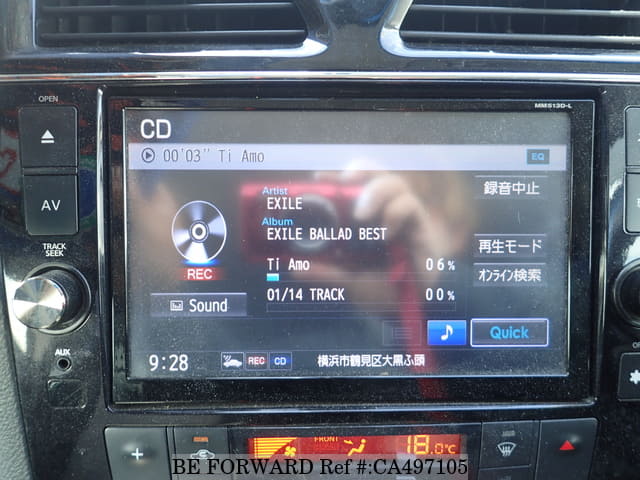 MM513D-L
OPEN
CD
00'03" Ti Amo
EQ
Artist
EXILE
録音中止
AV
Album
EXILE BALLAD BEST
再生モード
TRACK
SEEK
REC
Ti Amo 06%
オンライン検索
Sound
01/14 TRACK 00%
Quick
AUX
9:28 REC CD 横浜市鶴見区大黒ふ頭
FRONT
18.0°C
BE FORWARD Ref #:CA497105